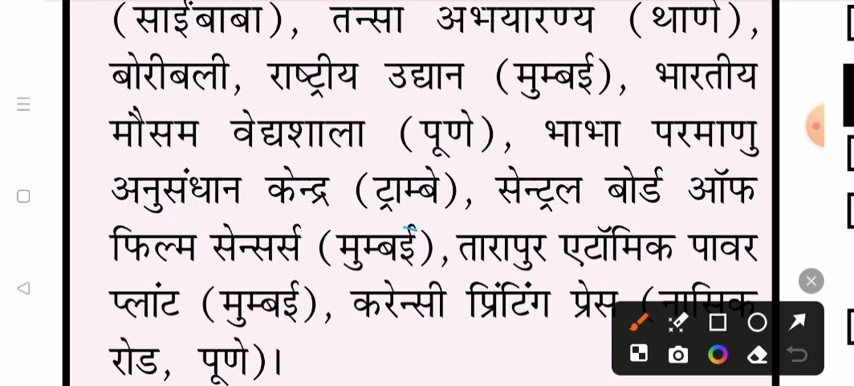 (साईंबाबा), तन्सा अभयारण्य (थाणे),
बोरीबली, राष्ट्रीय उद्यान (मुम्बई), भारतीय
मौसम वेद्यशाला (पूणे), भाभा परमाणु
अनुसंधान केन्द्र (ट्राम्बे), सेन्ट्रल बोर्ड ऑफ
फिल्म सेन्सर्स (मुम्बई), तारापुर एटॉमिक पावर
प्लांट (मुम्बई), करेन्सी प्रिंटिंग प्रेस (नासिक
रोड, पूणे)।